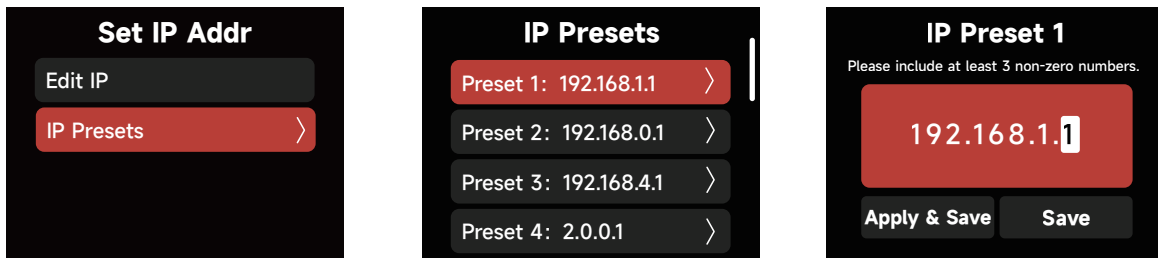 Set IP Addr
Edit IP
IP Presets
IP Presets
Preset 1: 192.168.1.1
Preset 2: 192.168.0.1
Preset 3: 192.168.4.1
Preset 4: 2.0.0.1
IP Preset 1
Please include at least 3 non-zero numbers.
192.168.1.1
Apply & Save
Save